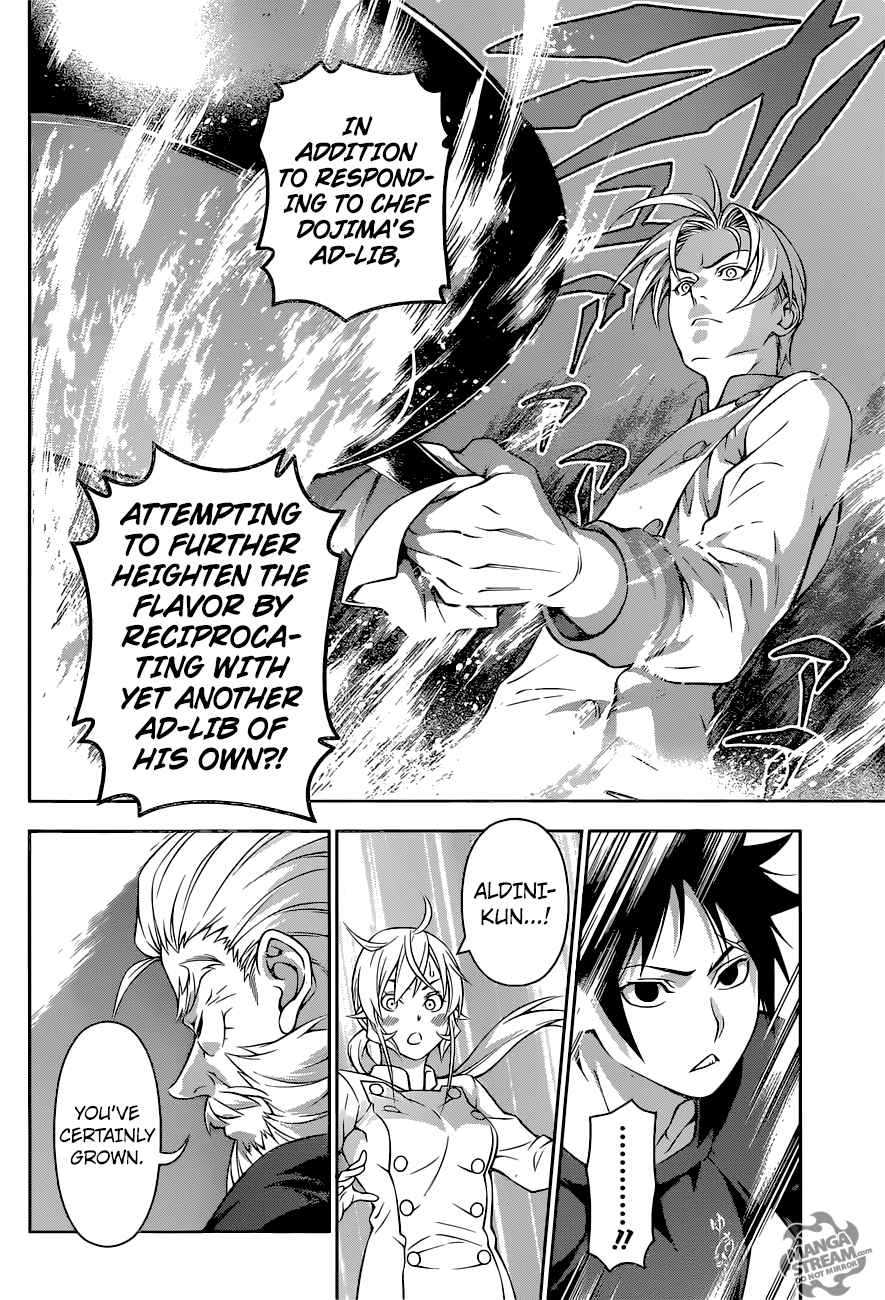 IN
ADDITION
TO RESPOND-
ING TO CHEF
DOJIMA'S
AD-LIB,
ATTEMPTING
TO FURTHER
HEIGHTEN THE
FLAVOR BY
RECIPROCA-
TING WITH
YET ANOTHER
AD-LIB OF
HIS OWN?!
.........!!
ALDINI-
KUN...!
YOU'VE
CERTAINLY
GROWN.
MANGA
STREAM.com
DO NOT MIRROR!